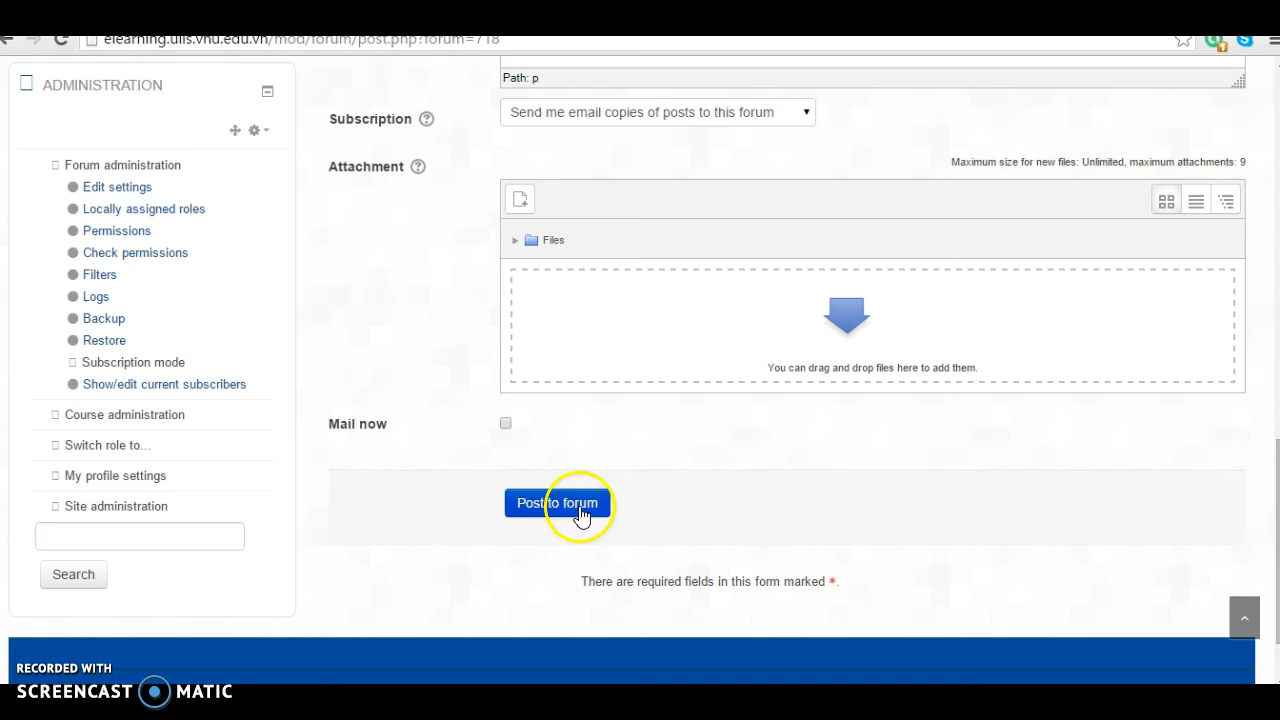 elearning.ulis.vnu.edu.vn/mod/forum/post.php?forum=718
ADMINISTRATION
Forum administration
Edit settings
Locally assigned roles
Permissions
Check permissions
Filters
Logs
Backup
Restore
Subscription mode
Show/edit current subscribers
Course administration
Switch role to...
My profile settings
Site administration
Search
Path: p
Subscription
Send me email copies of posts to this forum
Attachment
Maximum size for new files: Unlimited, maximum attachments: 9
Files
You can drag and drop files here to add them.
Mail now
Post to forum
There are required fields in this form marked *.
RECORDED WITH
SCREENCAST MATIC